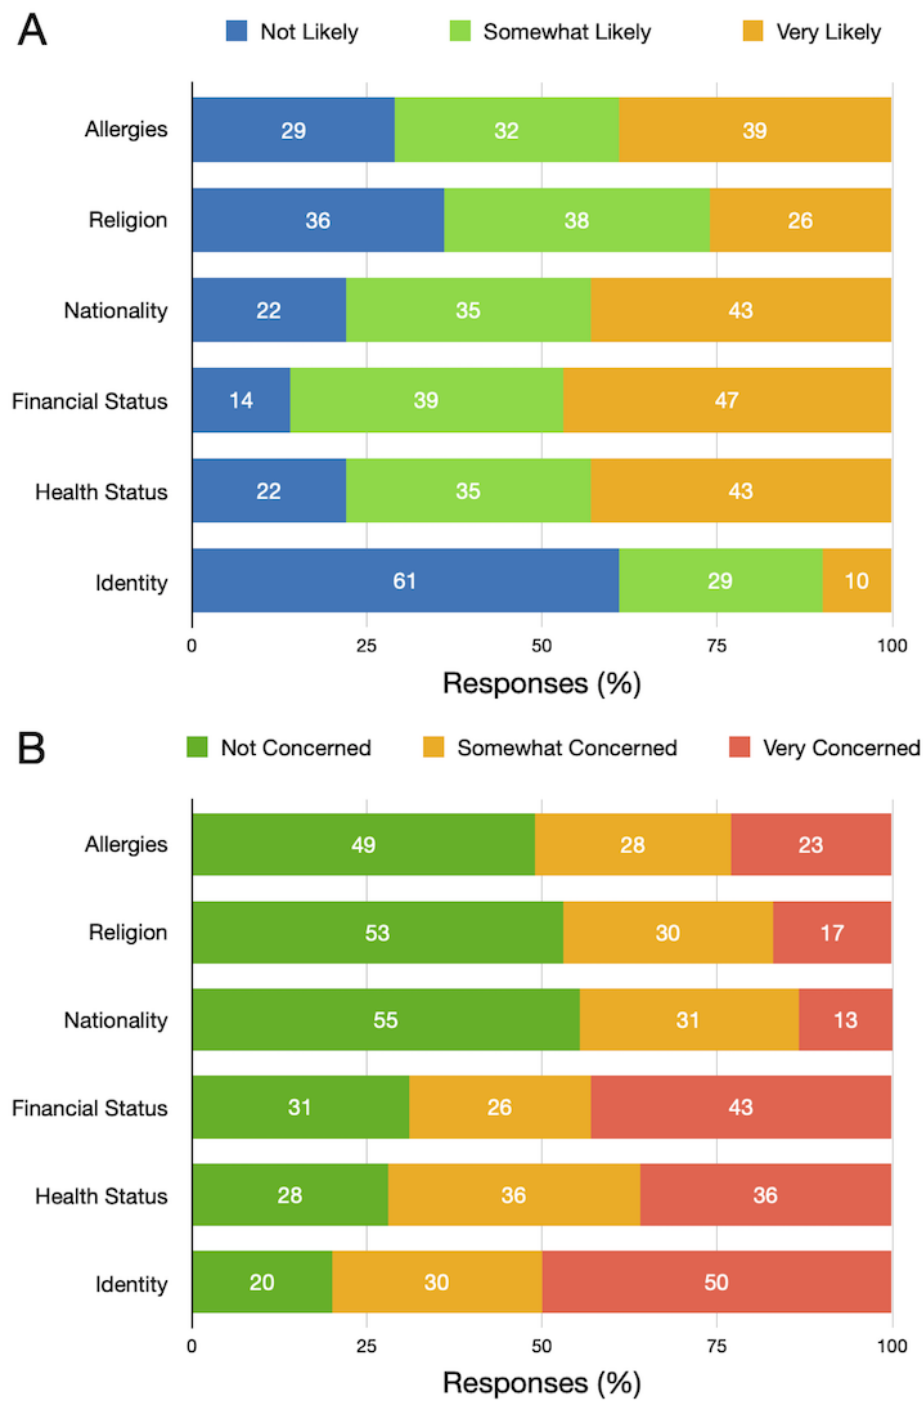 A
Not Likely Somewhat Likely Very Likely
Allergies 29 32 39
Religion 36 38 26
Nationality 22 35 43
Financial Status 14 39 47
Health Status 22 35 43
Identity 61 29 10
0 25 50 75 100
Responses (%)
B
Not Concerned Somewhat Concerned Very Concerned
Allergies 49 28 23
Religion 53 30 17
Nationality 55 31 13
Financial Status 31 26 43
Health Status 28 36 36
Identity 20 30 50
0 25 50 75 100
Responses (%)